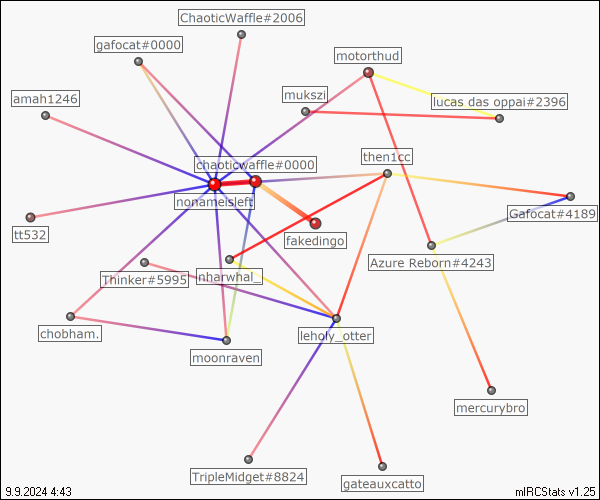 ChaoticWaffle#2006
gafocat#0000
motorthud
amah1246
mukszi
lucas das oppai#2396
then1cc
chaoticwaffle#0000
nonameisleft
Gafocat#4189
tt532
fakedingo
Azure Reborn#4243
Thinker#5995
nharwhal_
chobham.
leholy_otter
moonraven
mercurybro
TripleMidget#8824
gateauxcatto
9.9.2024 4:43
mIRCStats v1.25